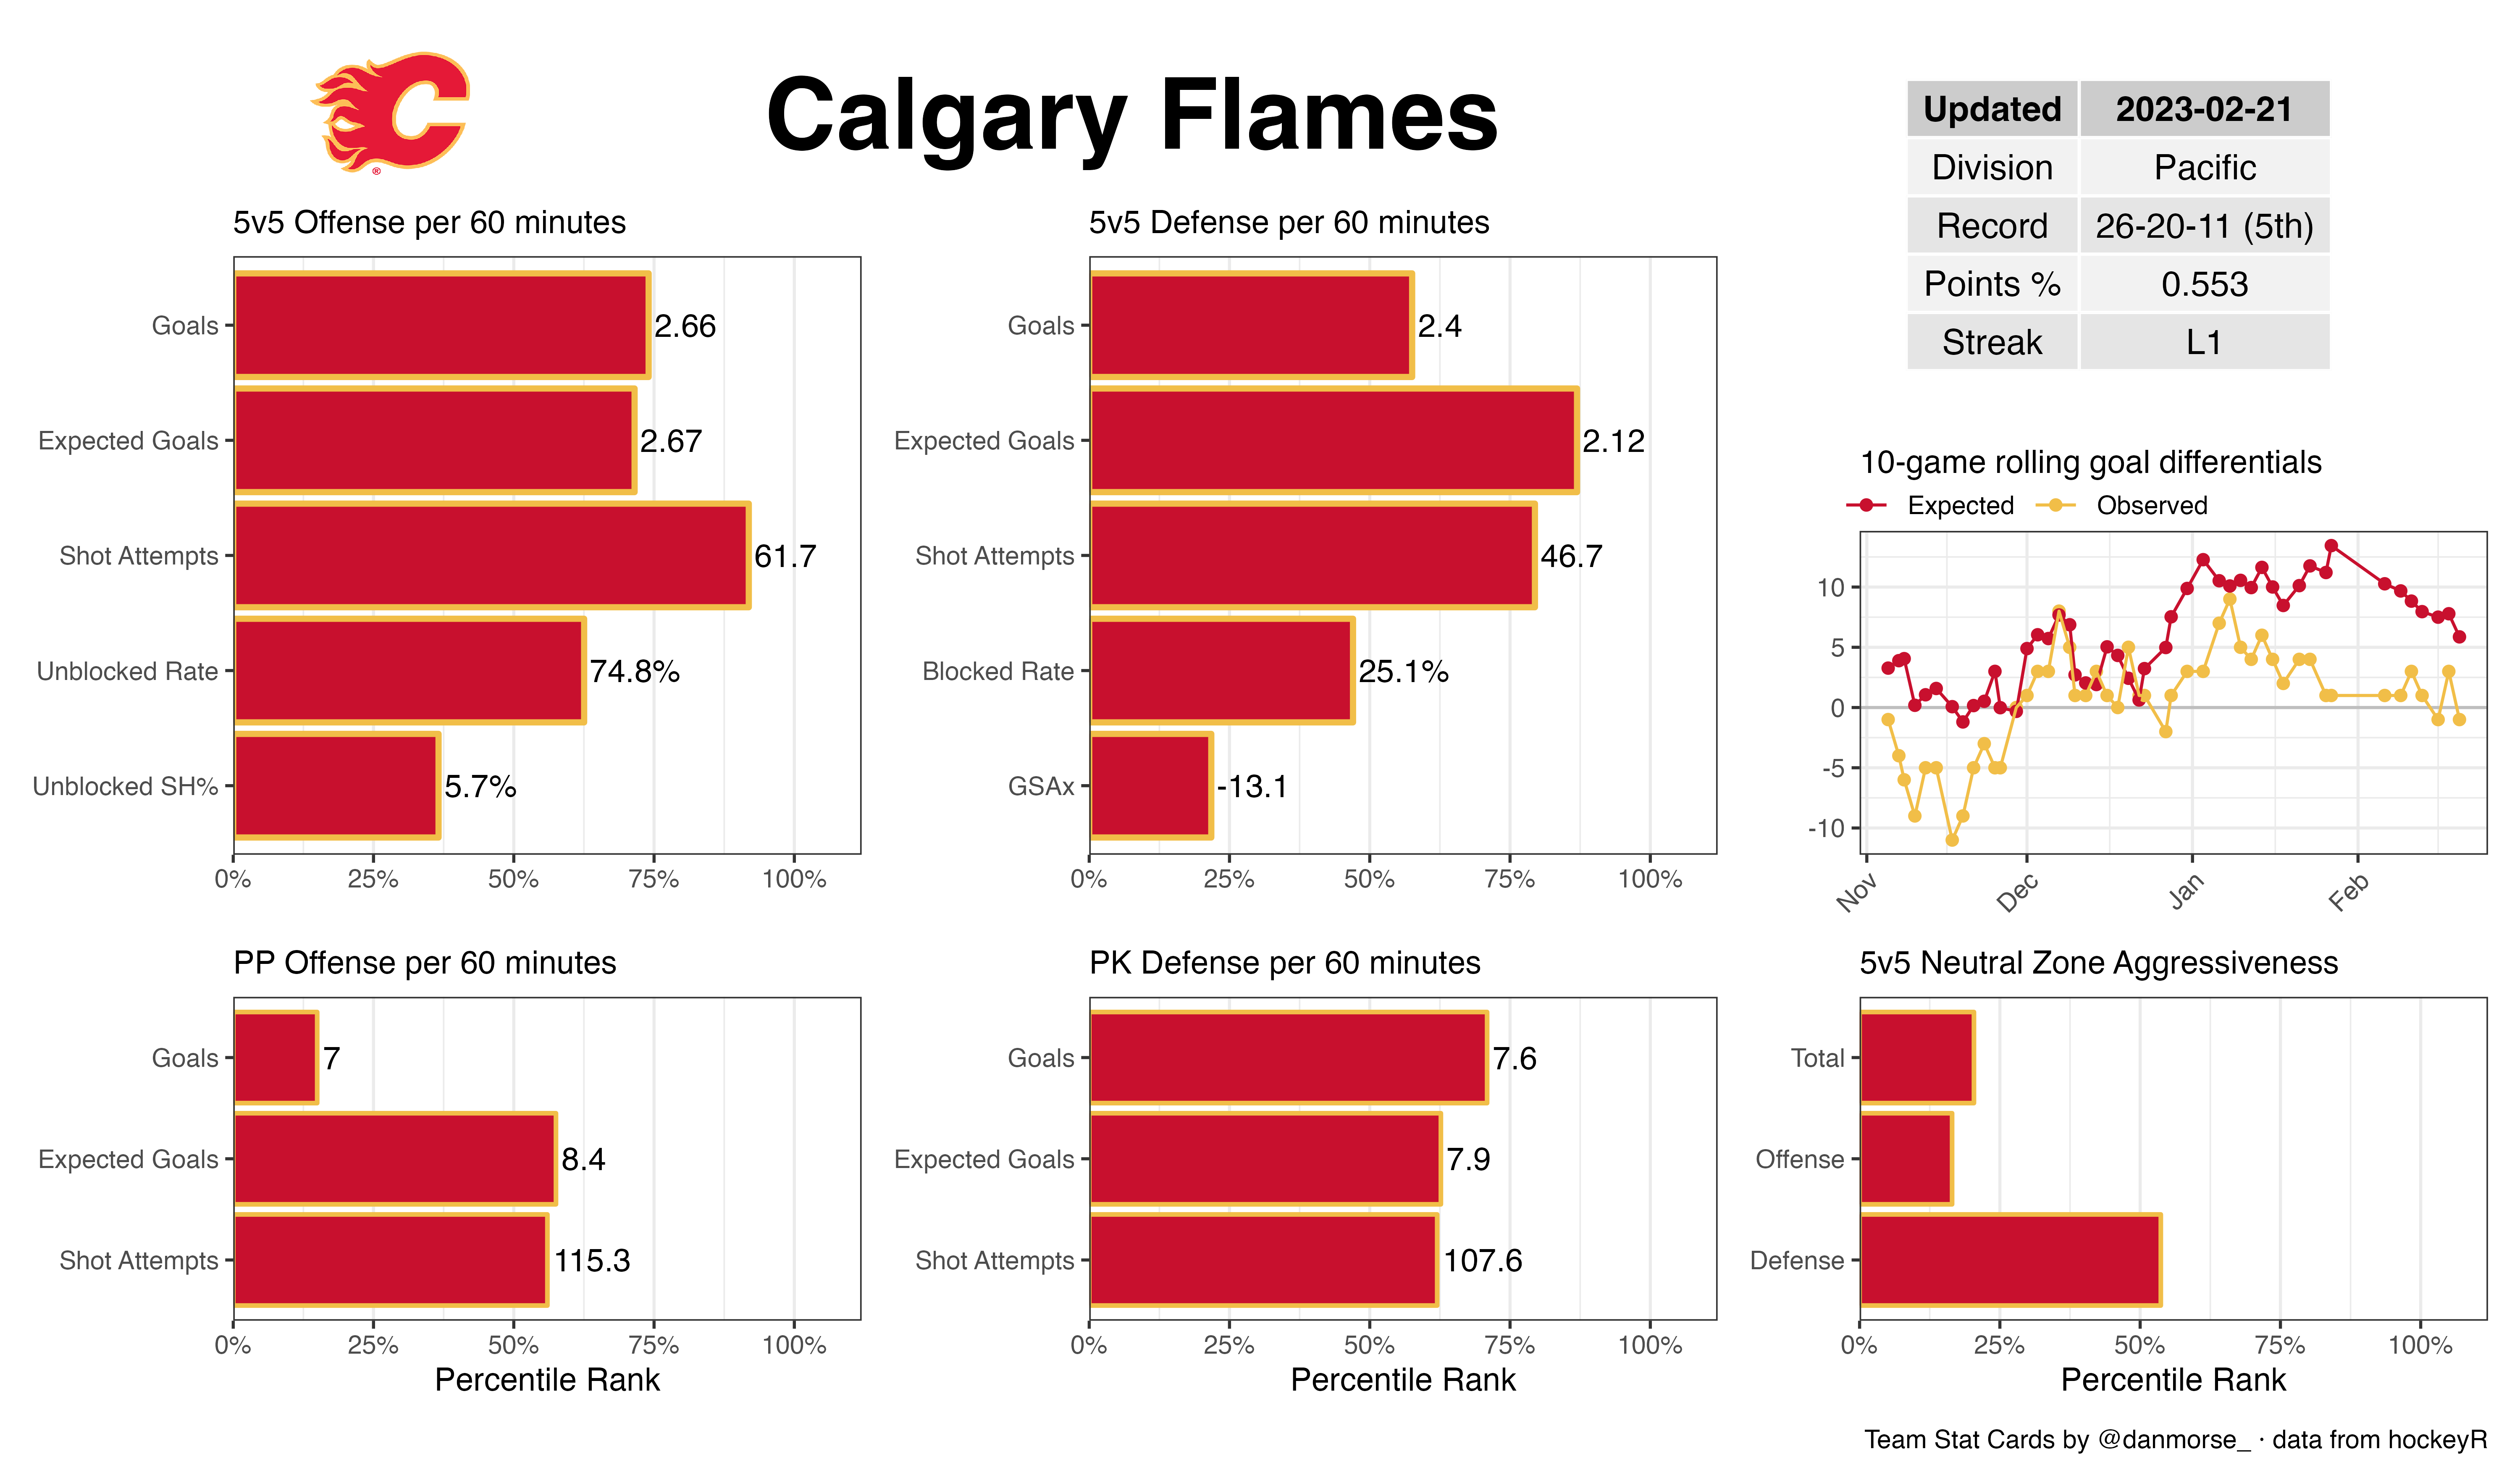 Calgary Flames
Updated 2023-02-21
Division Pacific
Record 26-20-11 (5th)
Points % 0.553
Streak L1
5v5 Offense per 60 minutes
Goals 2.66
Expected Goals 2.67
Shot Attempts 61.7
Unblocked Rate 74.8%
Unblocked SH% 5.7%
0% 25% 50% 75% 100%
5v5 Defense per 60 minutes
Goals 2.4
Expected Goals 2.12
Shot Attempts 46.7
Blocked Rate 25.1%
GSAx -13.1
0% 25% 50% 75% 100%
10-game rolling goal differentials
Expected Observed
10
5
0
-5
-10
Nov Dec Jan Feb
PP Offense per 60 minutes
Goals 7
Expected Goals 8.4
Shot Attempts 115.3
0% 25% 50% 75% 100%
Percentile Rank
PK Defense per 60 minutes
Goals 7.6
Expected Goals 7.9
Shot Attempts 107.6
0% 25% 50% 75% 100%
Percentile Rank
5v5 Neutral Zone Aggressiveness
Total
Offense
Defense
0% 25% 50% 75% 100%
Percentile Rank
Team Stat Cards by @danmorse_ · data from hockeyR